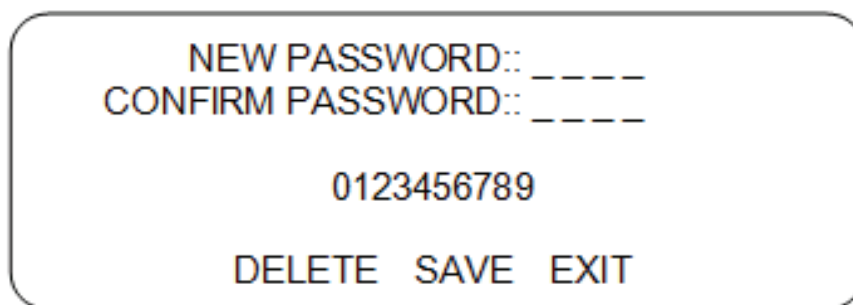 NEW PASSWORD:: _ _ _ _
CONFIRM PASSWORD:: _ _ _ _
0123456789
DELETE SAVE EXIT